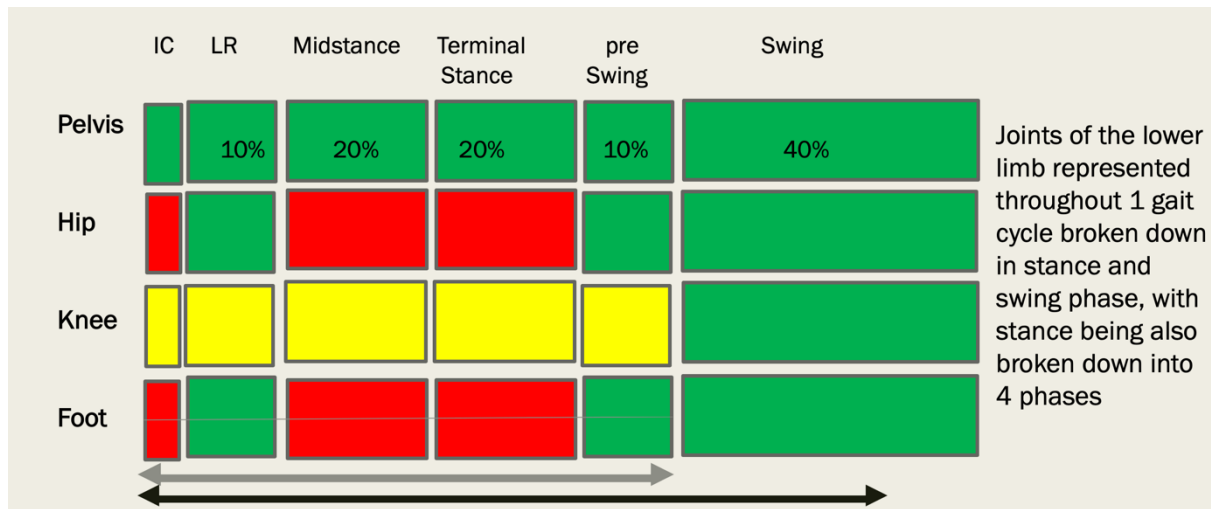 IC LR Midstance Terminal Stance pre Swing Swing
Pelvis
10% 20% 20% 10% 40%
Hip
Knee
Foot
Joints of the lower
limb represented
throughout 1 gait
cycle broken down
in stance and
swing phase, with
stance being also
broken down into
4 phases